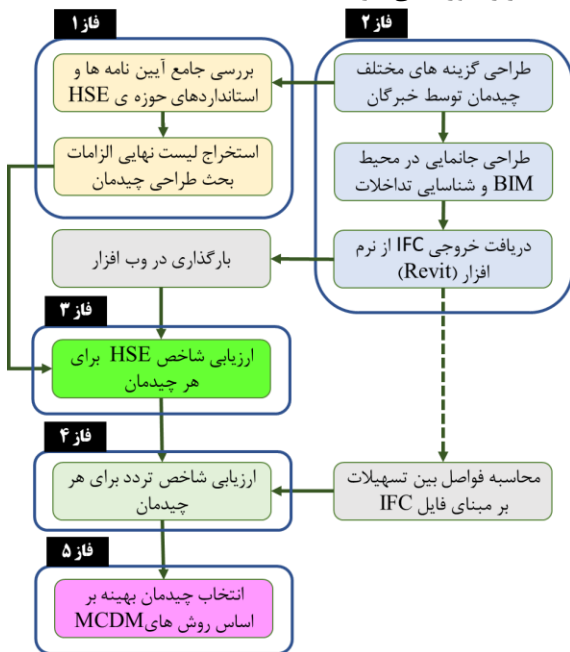 فاز ۲
طراحی گزینه های مختلف
چیدمان توسط خبرگان
طراحی جانمایی در محیط
BIM و شناسایی تداخلات
دریافت خروجی IFC از نرم
افزار (Revit)
فاز ۱
بررسی جامع آیین نامه ها و
استانداردهای حوزه ی HSE
استخراج لیست نهایی الزامات
بحث طراحی چیدمان
بارگذاری در وب افزار
فاز ۳
ارزیابی شاخص HSE برای
هر چیدمان
محاسبه فواصل بین تسهیلات
بر مبنای فایل IFC
فاز ۴
ارزیابی شاخص تردد برای هر
چیدمان
فاز ۵
انتخاب چیدمان بهینه بر
اساس روش هایMCDM